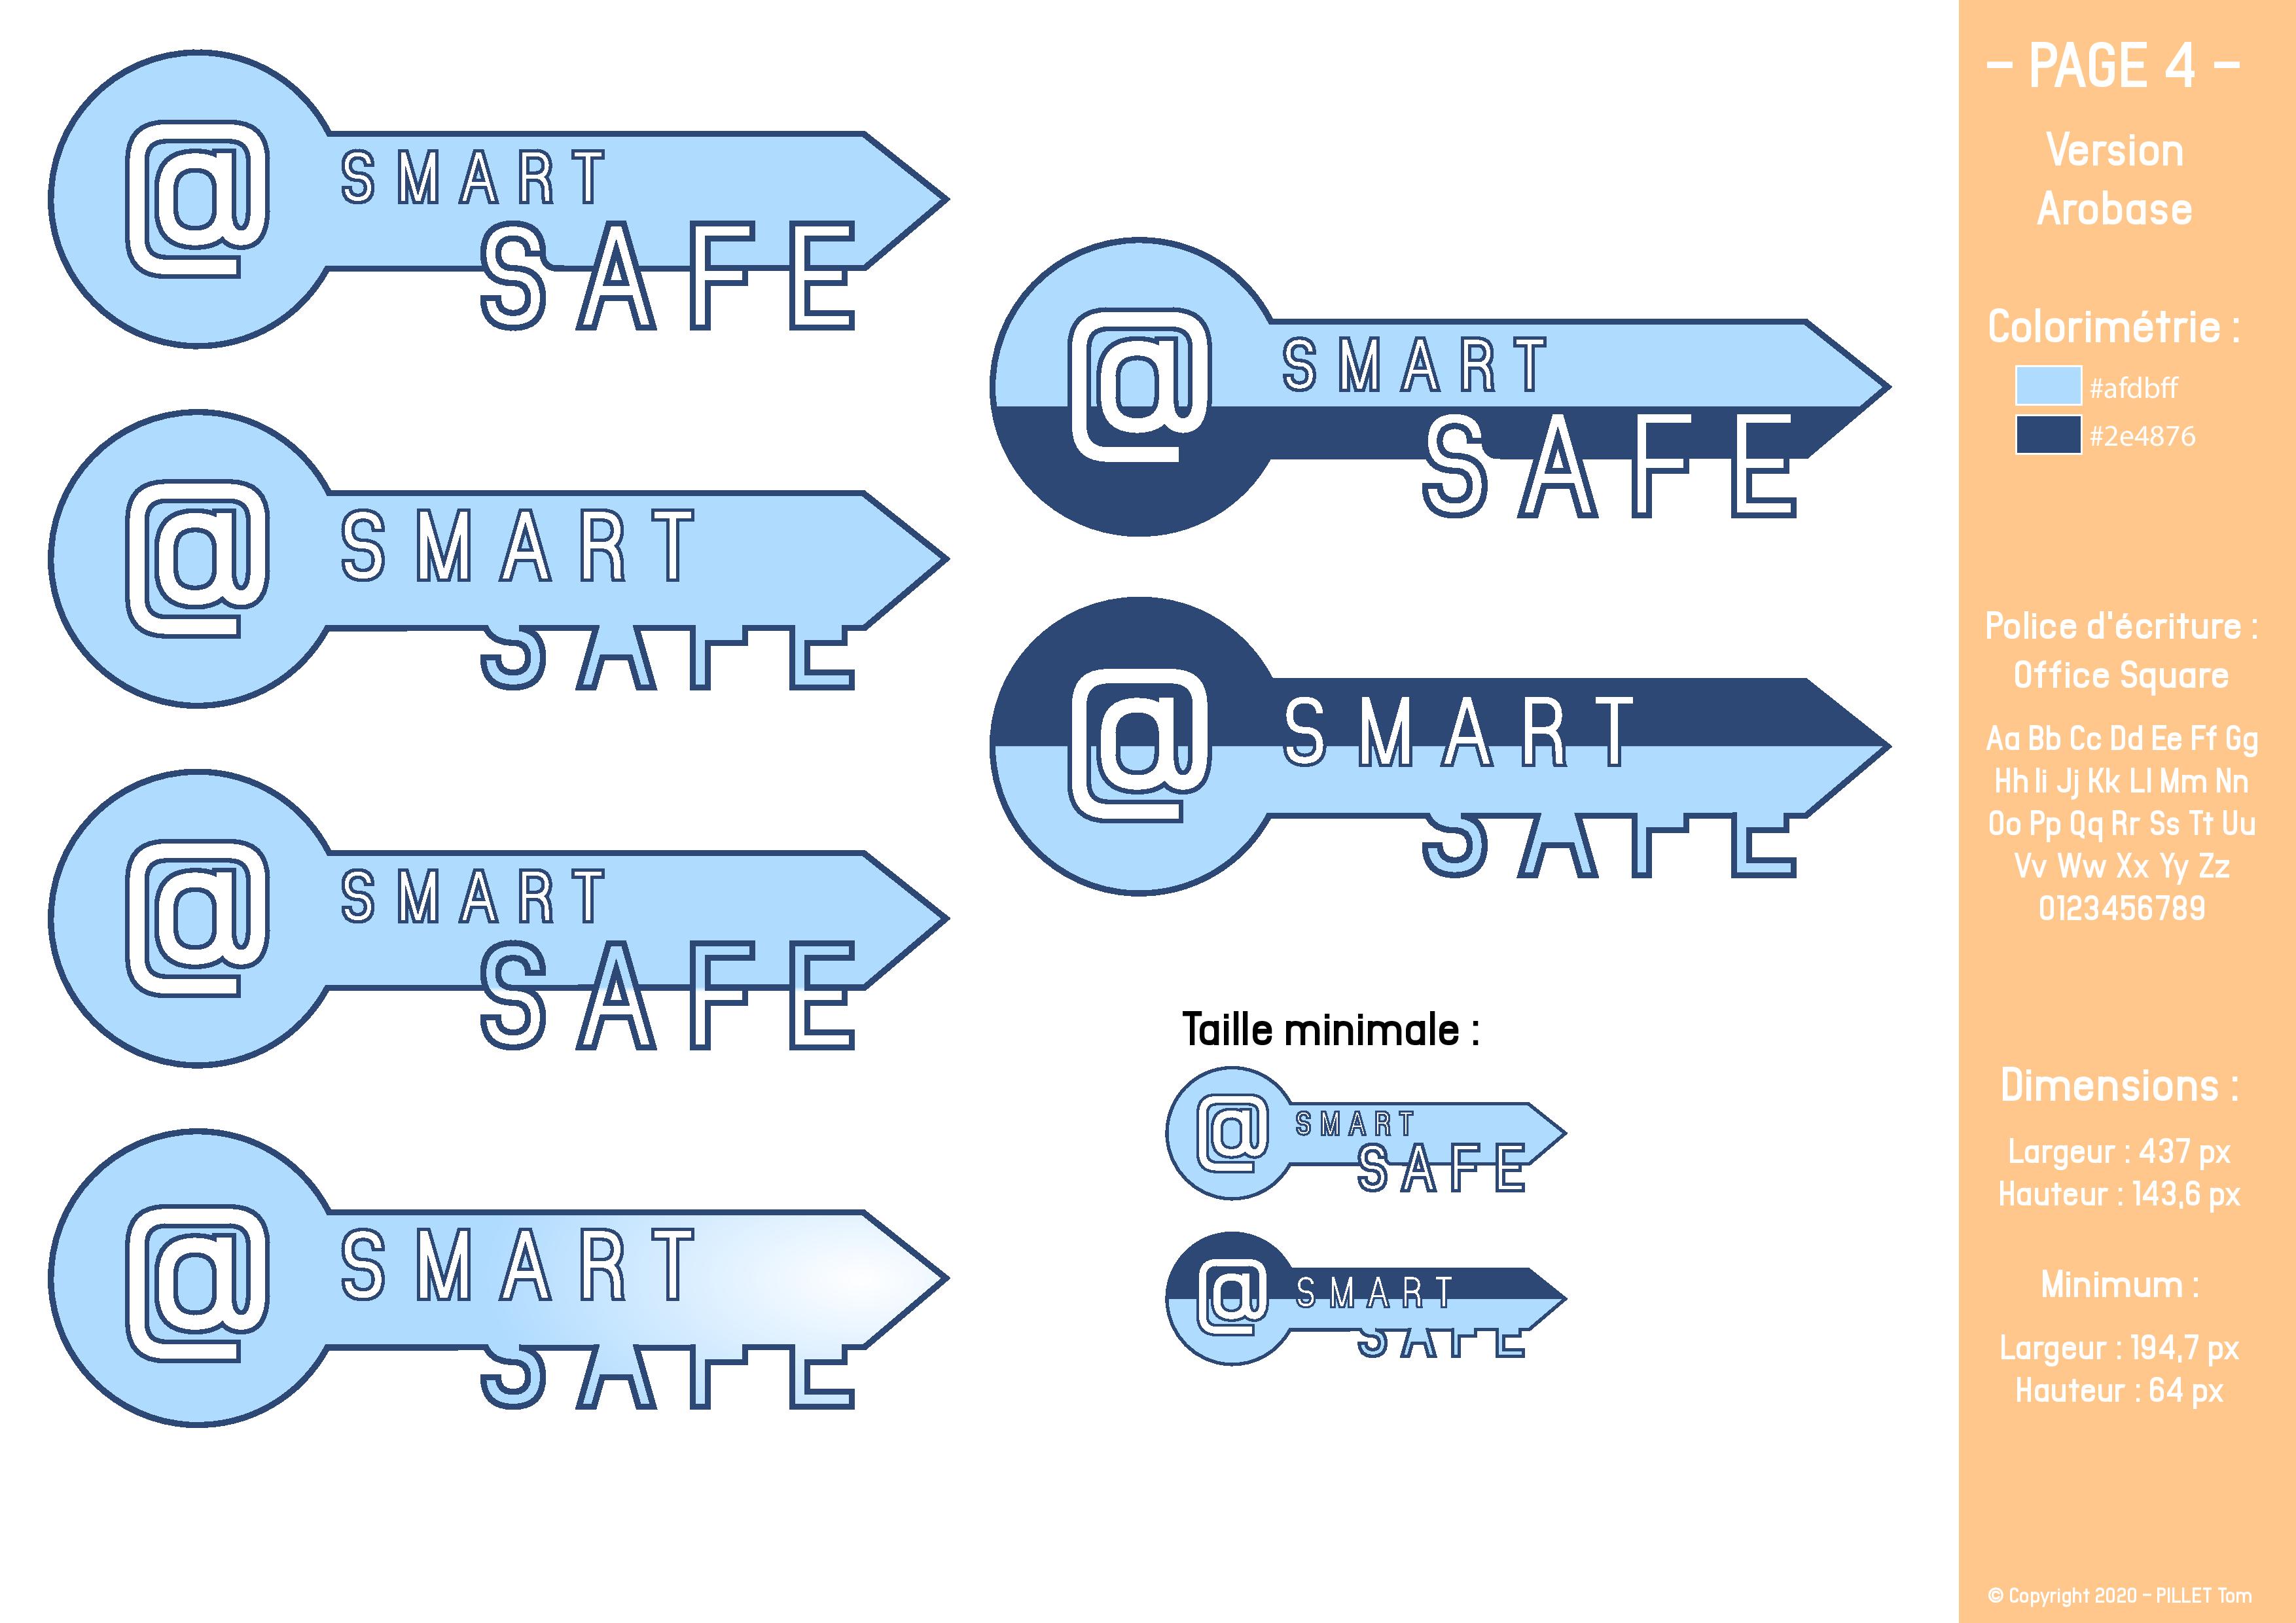 @ SMART
SAFE
@ SMART
SAFE
@ SMART
SAFE
@ SMART
SAFE
@ SMART
SAFE
@ SMART
SAFE
Taille minimale :
@ SMART
SAFE
@ SMART
SAFE
– PAGE 4 –
Version
Arobase
Colorimétrie :
#afdbff
#2e4876
Police d'écriture :
Office Square
Aa Bb Cc Dd Ee Ff Gg
Hh Ii Jj Kk Ll Mm Nn
Oo Pp Qq Rr Ss Tt Uu
Vv Ww Xx Yy Zz
0123456789
Dimensions :
Largeur : 437 px
Hauteur : 143,6 px
Minimum :
Largeur : 194,7 px
Hauteur : 64 px
© Copyright 2020 – PILLET Tom